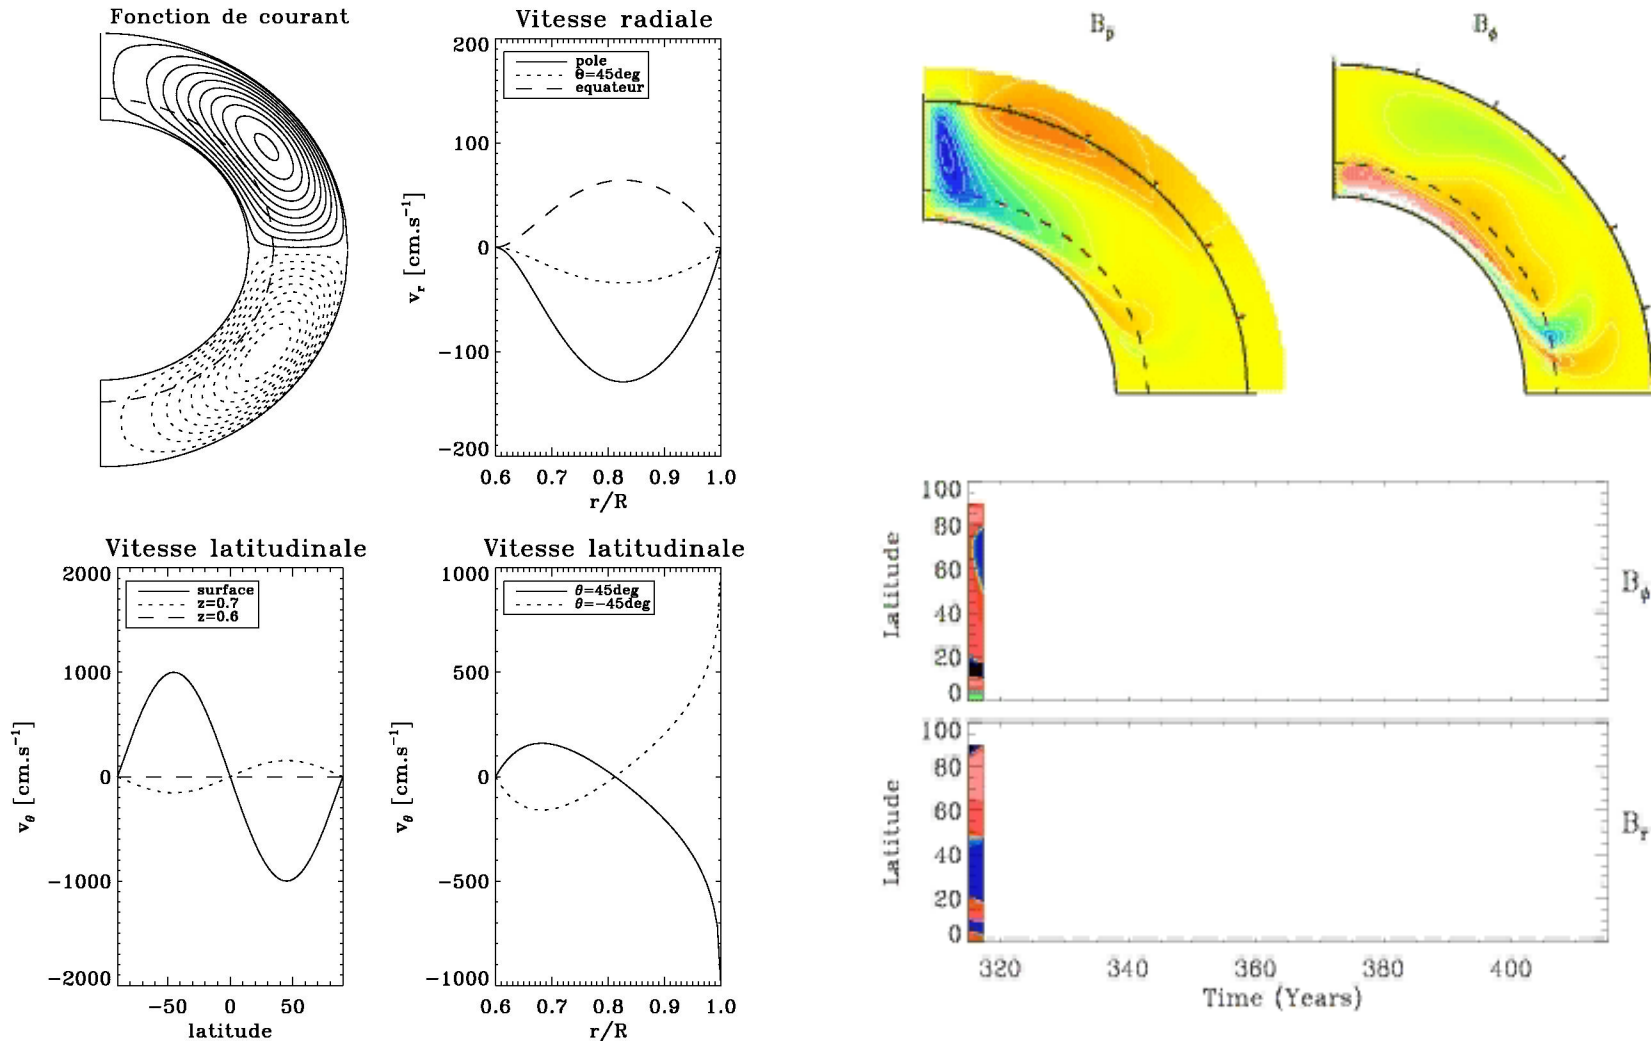 Fonction de courant
Vitesse radiale
200
100
0
−100
−200
v_r [cm.s⁻¹]
pole
θ=45deg
equateur
0.6 0.7 0.8 0.9 1.0
r/R
Vitesse latitudinale
2000
1000
0
−1000
−2000
v_θ [cm.s⁻¹]
surface
z=0.7
z=0.6
−50 0 50
latitude
Vitesse latitudinale
1000
500
0
−500
−1000
v_θ [cm.s⁻¹]
θ=45deg
θ=−45deg
0.6 0.7 0.8 0.9 1.0
r/R
B_p
B_ϕ
100
80
60
40
20
0
Latitude
B_ϕ
100
80
60
40
20
0
Latitude
B_r
320 340 360 380 400
Time (Years)